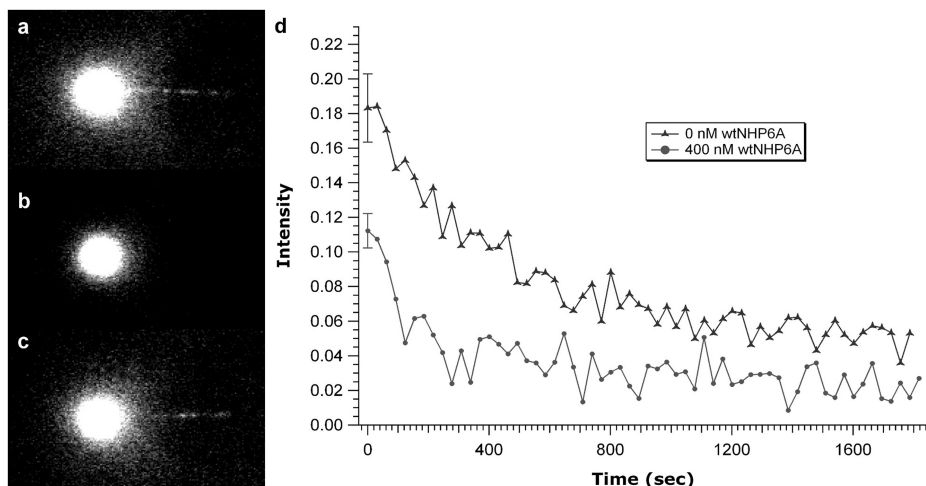 a
b
c
d
0.22
0.20
0.18
0.16
0.14
0.12
0.10
0.08
0.06
0.04
0.02
0.00
Intensity
0 nM wtNHP6A
400 nM wtNHP6A
0
400
800
1200
1600
Time (sec)